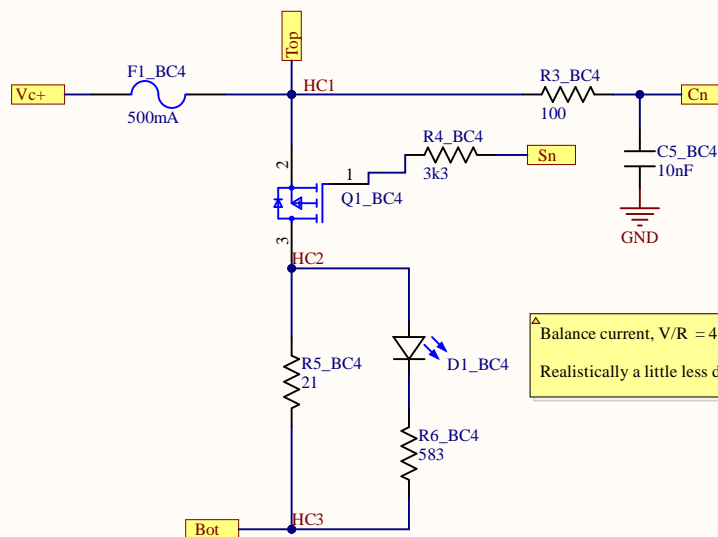 Top
F1_BC4
Vc+
500mA
HC1
R3_BC4
100
Cn
R4_BC4
3k3
Sn
C5_BC4
10nF
GND
2
1
Q1_BC4
3
HC2
Balance current, V/R = 4
Realistically a little less d
R5_BC4
21
D1_BC4
R6_BC4
583
HC3
Bot